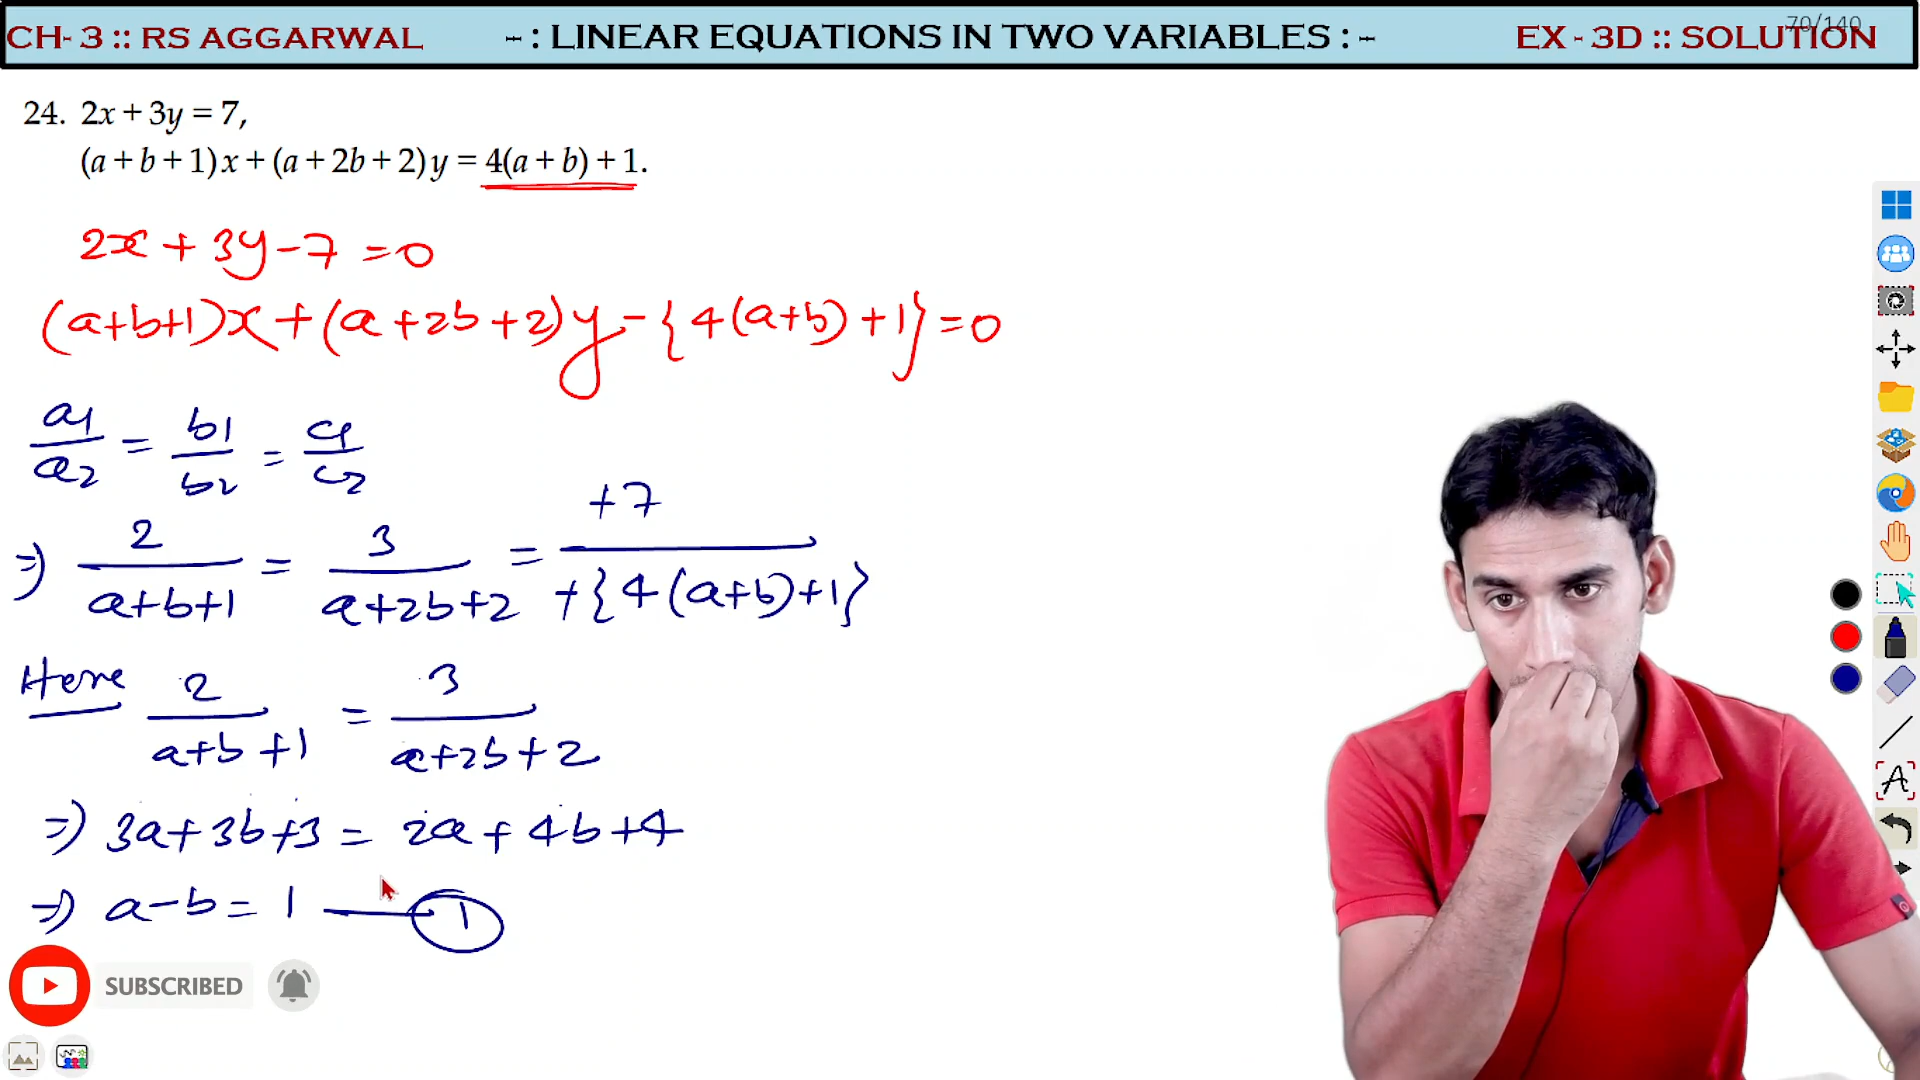 CH- 3 :: RS AGGARWAL -- : LINEAR EQUATIONS IN TWO VARIABLES : -- EX - 3D :: SOLUTION
70/140
24. 2x + 3y = 7,
(a + b + 1)x + (a + 2b + 2)y = 4(a + b) + 1.
2x + 3y - 7 = 0
(a+b+1)x + (a+2b+2)y - {4(a+b)+1} = 0
a1/a2 = b1/b2 = c1/c2
=> 2/(a+b+1) = 3/(a+2b+2) = +7/+{4(a+b)+1}
Here 2/(a+b+1) = 3/(a+2b+2)
=> 3a+3b+3 = 2a+4b+4
=> a-b = 1 — 1
SUBSCRIBED